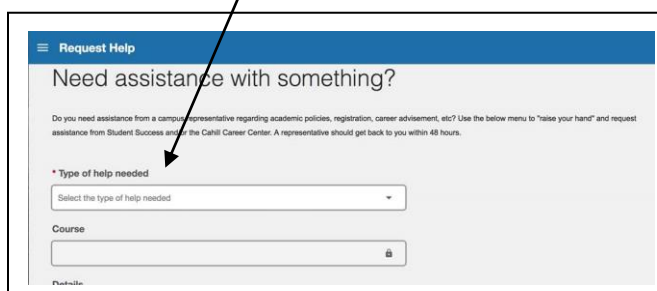 Request Help
Need assistance with something?
Do you need assistance from a campus representative regarding academic policies, registration, career advisement, etc? Use the below menu to "raise your hand" and request
assistance from Student Success and/or the Cahill Career Center. A representative should get back to you within 48 hours.
* Type of help needed
Select the type of help needed
Course
Details